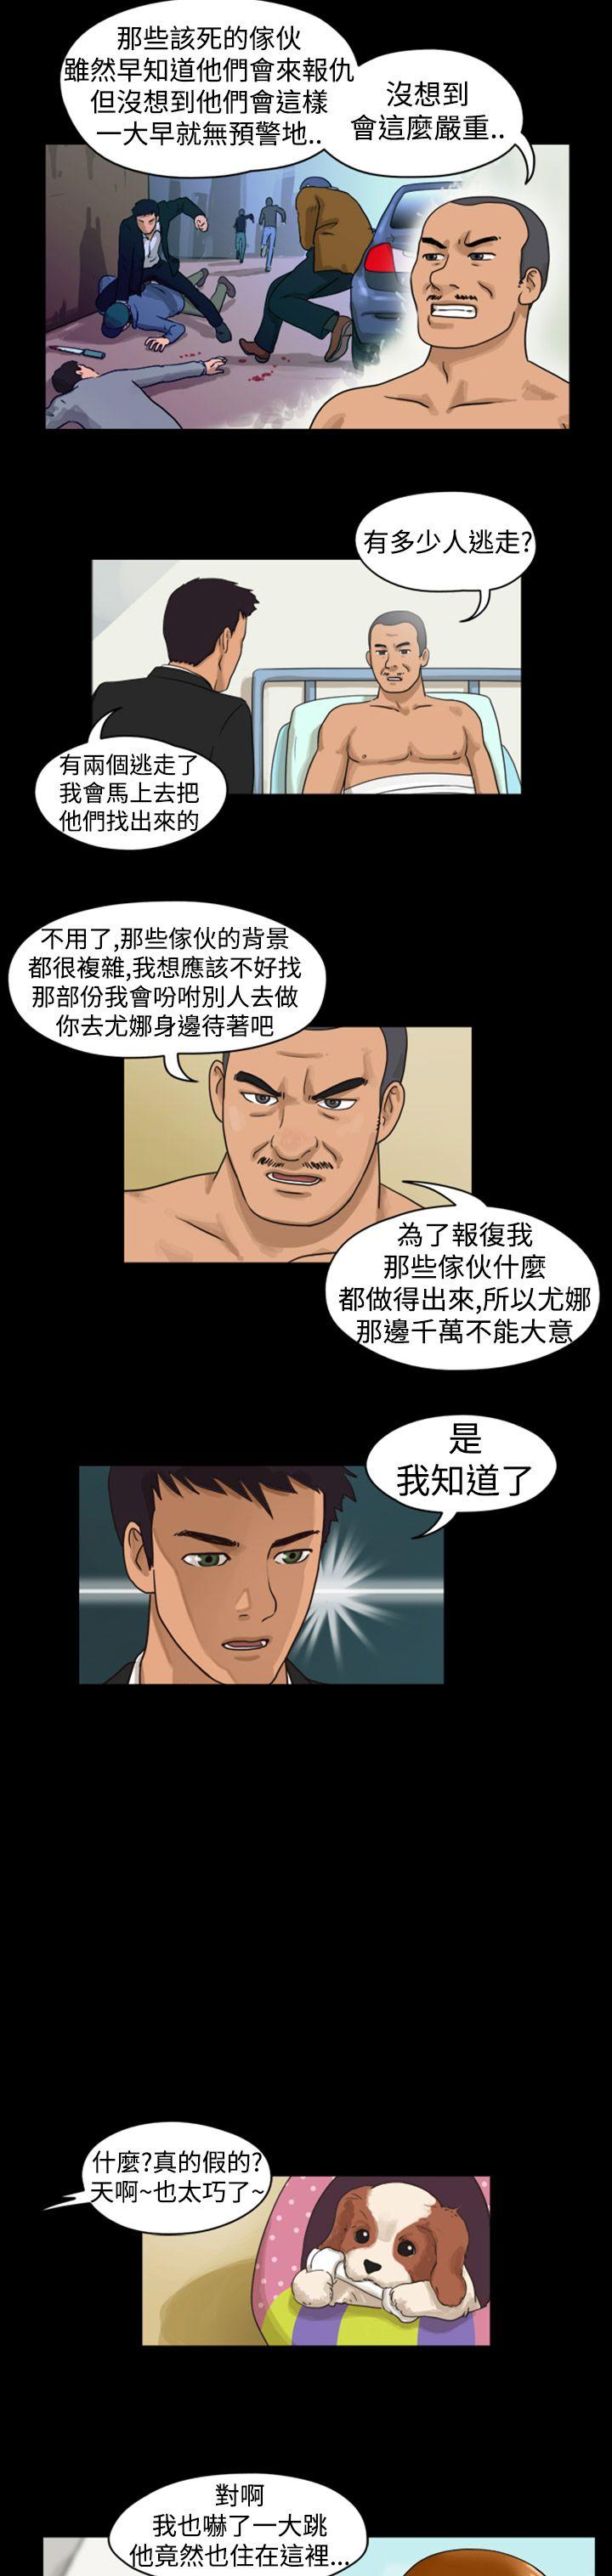 那些該死的傢伙
雖然早知道他們會來報仇
但沒想到他們會這樣
一大早就無預警地..
沒想到
會這麼嚴重..
有多少人逃走?
有兩個逃走了
我會馬上去把
他們找出來的
不用了,那些傢伙的背景
都很複雜,我想應該不好找
那部份我會吩咐別人去做
你去尤娜身邊待著吧
為了報復我
那些傢伙什麼
都做得出來,所以尤娜
那邊千萬不能大意
是
我知道了
什麼?真的假的?
天啊~也太巧了~
對啊
我也嚇了一大跳
他竟然也住在這裡...